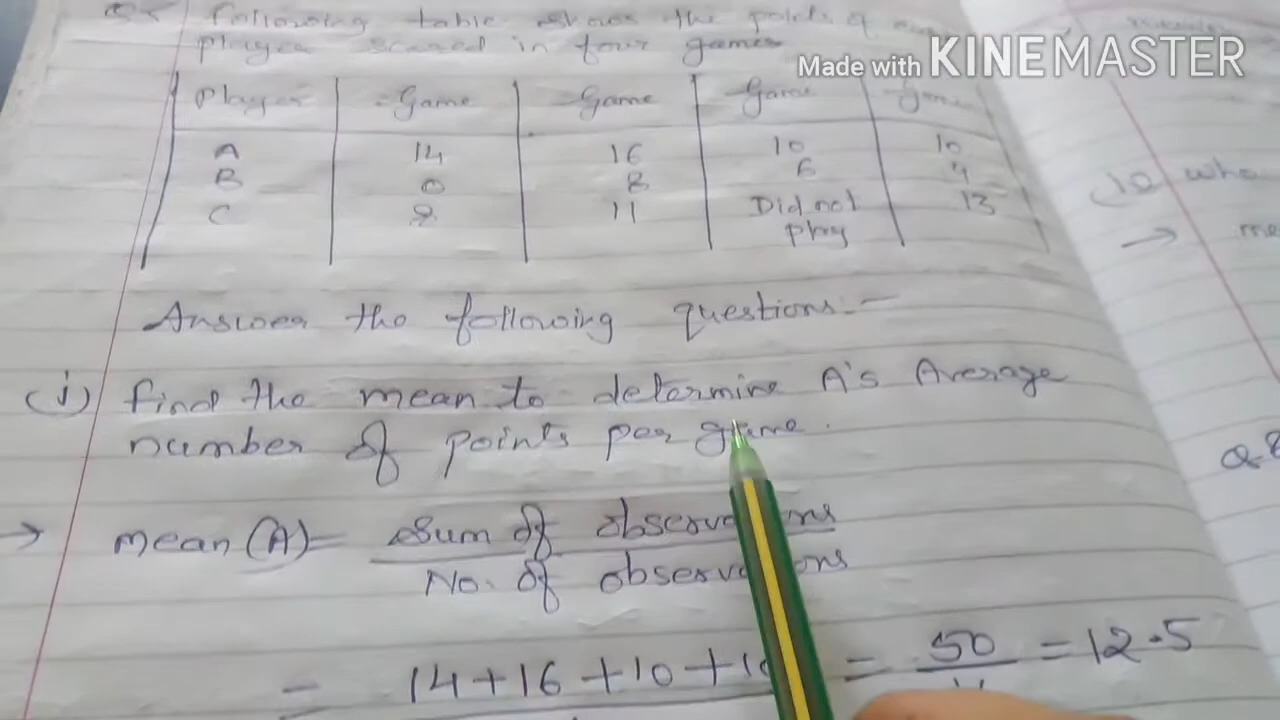 Following table shows the points of
player scored in four games
Made with KINEMASTER
Player Game Game Game Game
A 14 16 10 10
B 0 8 6 4
C 8 11 Did not 13
play
Answer the following questions:-
(i) find the mean to determine A's Average
number of points per game.
→ mean (A) = Sum of observations
No. of observations
= 14+16+10+10 = 50 = 12.5
10 who
→ me